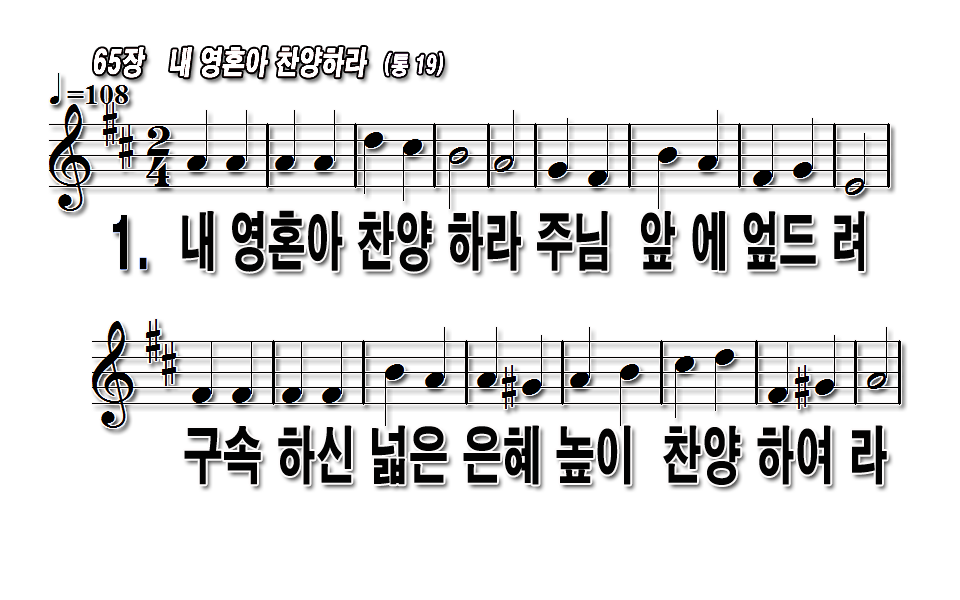 65장 내 영혼아 찬양하라 (통 19)
♩=108
2
4
1. 내 영혼아 찬양 하라 주님 앞 에 엎드 려
구속 하신 넓은 은혜 높이 찬양 하여 라